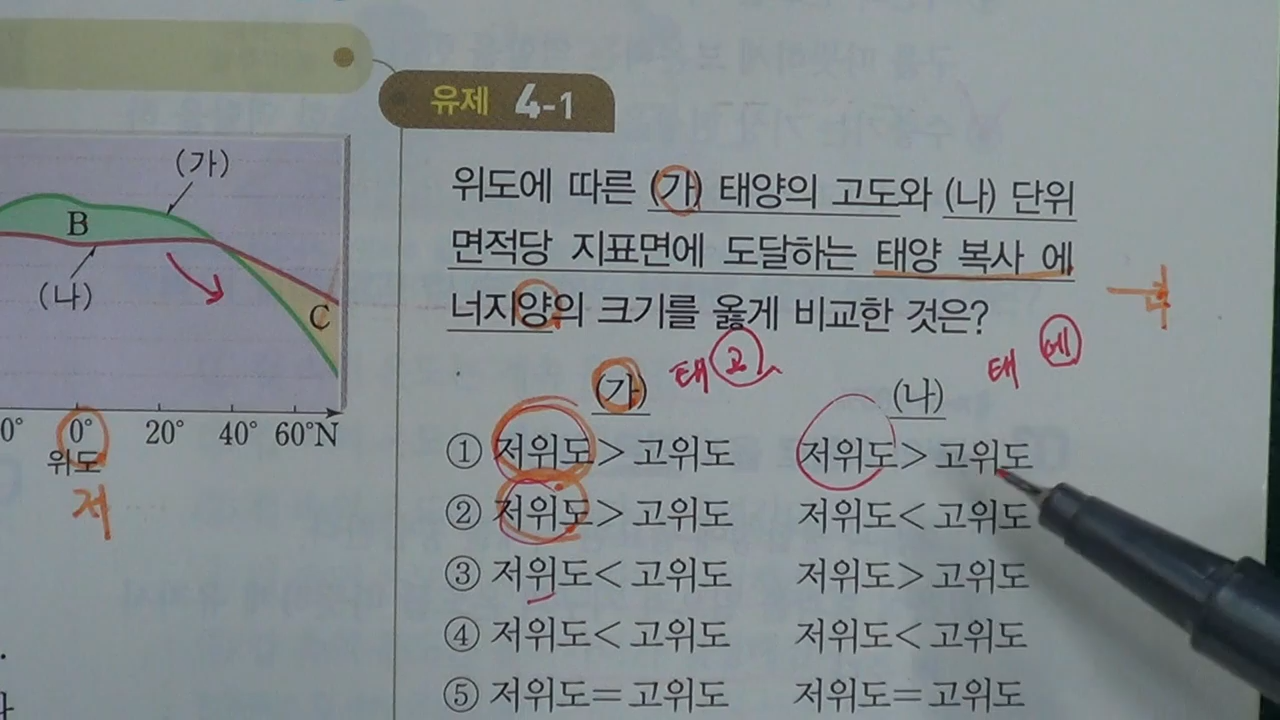 유제 4-1
위도에 따른 (가) 태양의 고도와 (나) 단위
면적당 지표면에 도달하는 태양 복사 에
너지양의 크기를 옳게 비교한 것은?
(가) 태 고 (나) 태 에
① 저위도>고위도 저위도>고위도
② 저위도>고위도 저위도<고위도
③ 저위도<고위도 저위도>고위도
④ 저위도<고위도 저위도<고위도
⑤ 저위도=고위도 저위도=고위도
(가)
B
(나)
C
0° 0° 20° 40° 60°N
위도
저